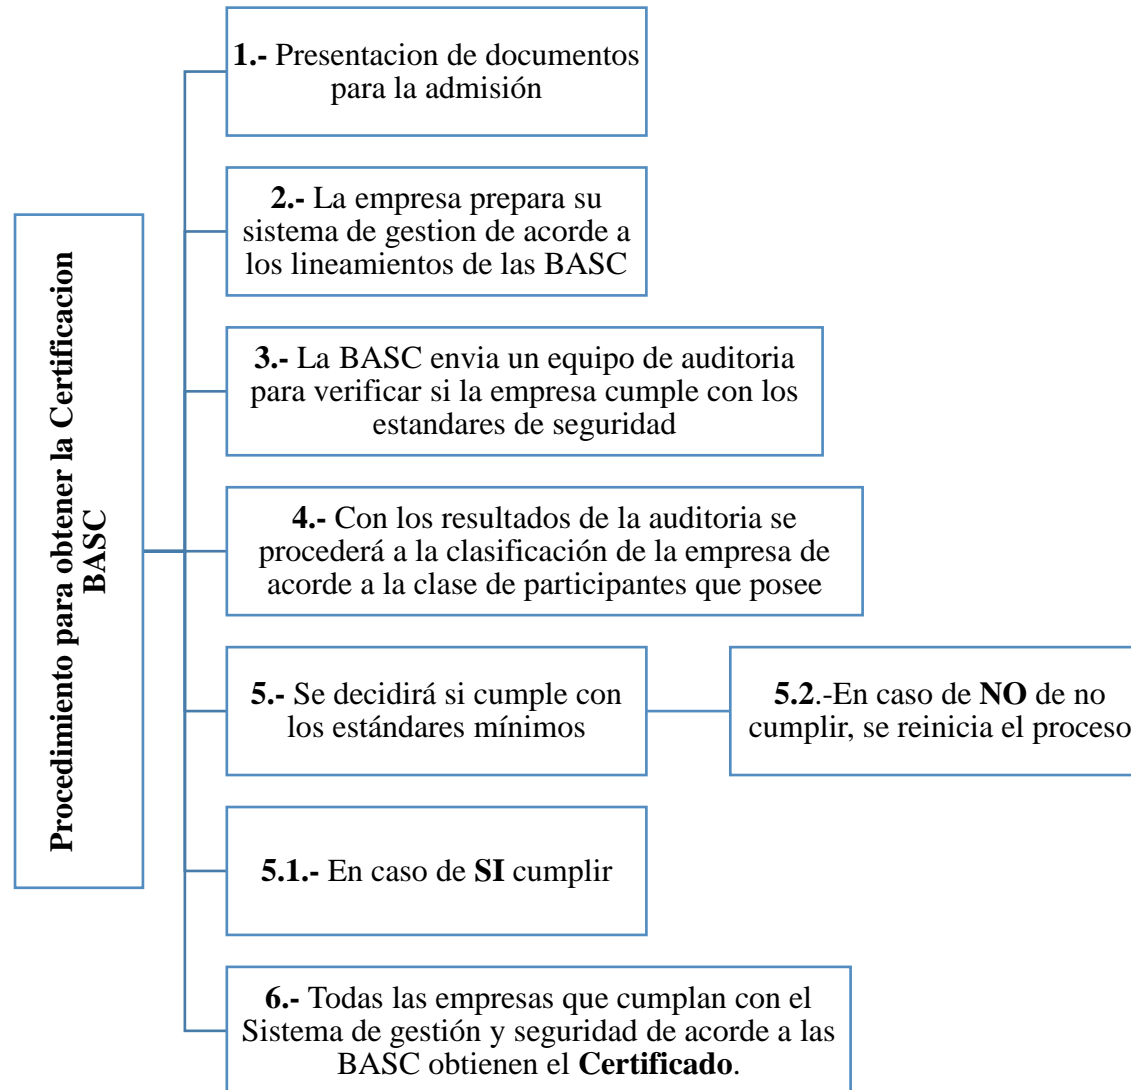 1.- Presentacion de documentos
para la admisión
2.- La empresa prepara su
sistema de gestion de acorde a
los lineamientos de las BASC
Procedimiento para obtener la Certificacion
BASC
3.- La BASC envia un equipo de auditoria
para verificar si la empresa cumple con los
estandares de seguridad
4.- Con los resultados de la auditoria se
procederá a la clasificación de la empresa de
acorde a la clase de participantes que posee
5.- Se decidirá si cumple con
los estándares mínimos
5.2.-En caso de NO de no
cumplir, se reinicia el proceso
5.1.- En caso de SI cumplir
6.- Todas las empresas que cumplan con el
Sistema de gestión y seguridad de acorde a las
BASC obtienen el Certificado.